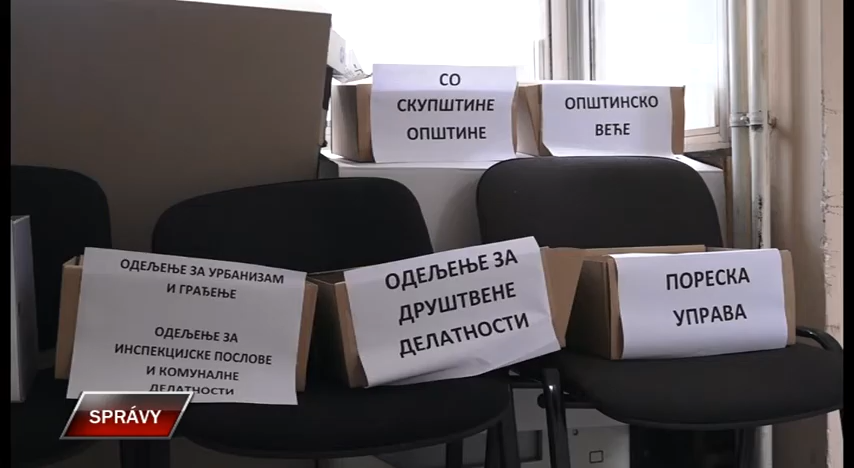 СО
СКУПШТИНЕ
ОПШТИНЕ
ОПШТИНСКО
ВЕЋЕ
ОДЕЉЕЊЕ ЗА УРБАНИЗАМ
И ГРАЂЕЊЕ
ОДЕЉЕЊЕ ЗА
ИНСПЕКЦИЈСКЕ ПОСЛОВЕ
И КОМУНАЛНЕ
ДЕЛАТНОСТИ
ОДЕЉЕЊЕ ЗА
ДРУШТВЕНЕ
ДЕЛАТНОСТИ
ПОРЕСКА
УПРАВА
SPRÁVY